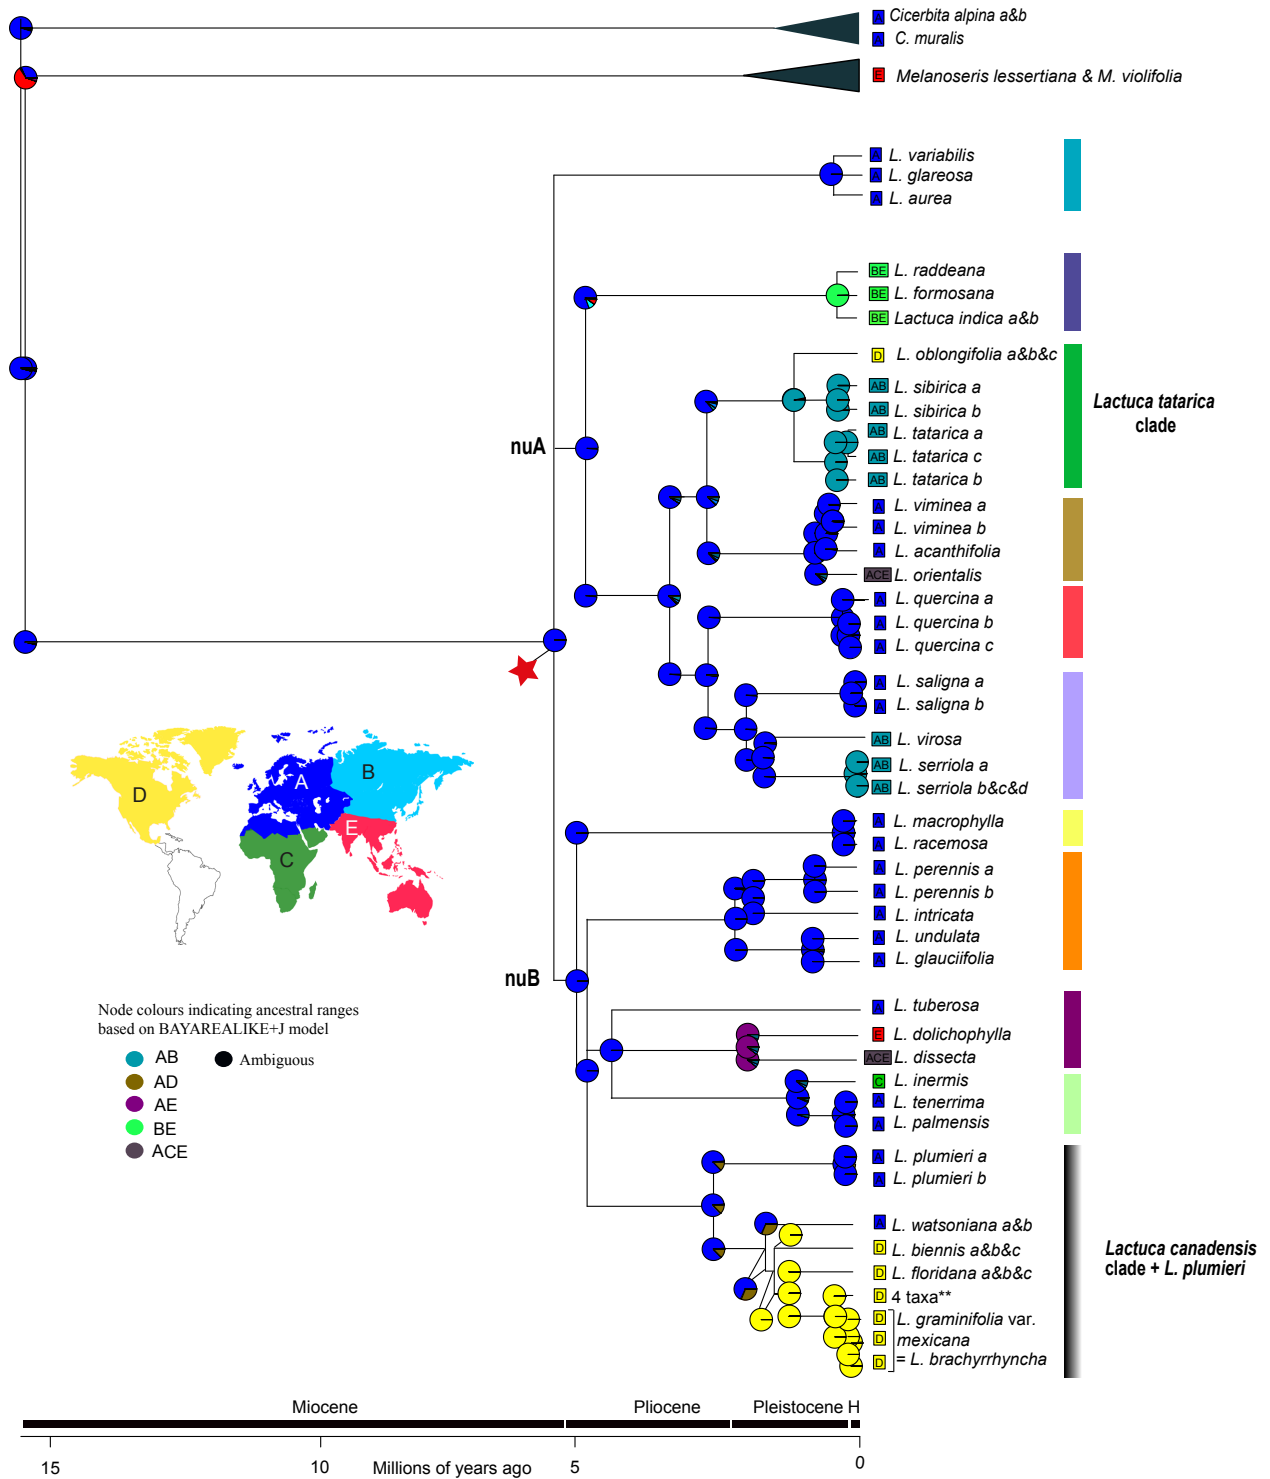 A Cicerbita alpina a&b
A C. muralis
E Melanoseris lessertiana & M. violifolia
A L. variabilis
A L. glareosa
A L. aurea
BE L. raddeana
BE L. formosana
BE Lactuca indica a&b
D L. oblongifolia a&b&c
AB L. sibirica a
AB L. sibirica b
AB L. tatarica a
AB L. tatarica c
AB L. tatarica b
Lactuca tatarica
clade
nuA
A L. viminea a
A L. viminea b
A L. acanthifolia
ACE L. orientalis
A L. quercina a
A L. quercina b
A L. quercina c
A L. saligna a
A L. saligna b
AB L. virosa
AB L. serriola a
AB L. serriola b&c&d
A L. macrophylla
A L. racemosa
A L. perennis a
A L. perennis b
A L. intricata
A L. undulata
A L. glauciifolia
D
A
B
E
C
nuB
A L. tuberosa
E L. dolichophylla
ACE L. dissecta
C L. inermis
A L. tenerrima
A L. palmensis
Node colours indicating ancestral ranges
based on BAYAREALIKE+J model
AB
Ambiguous
AD
AE
BE
ACE
A L. plumieri a
A L. plumieri b
A L. watsoniana a&b
D L. biennis a&b&c
D L. floridana a&b&c
D 4 taxa**
D L. graminifolia var.
D mexicana
D = L. brachyrrhyncha
Lactuca canadensis
clade + L. plumieri
Miocene
Pliocene
Pleistocene
H
15
10
Millions of years ago
5
0